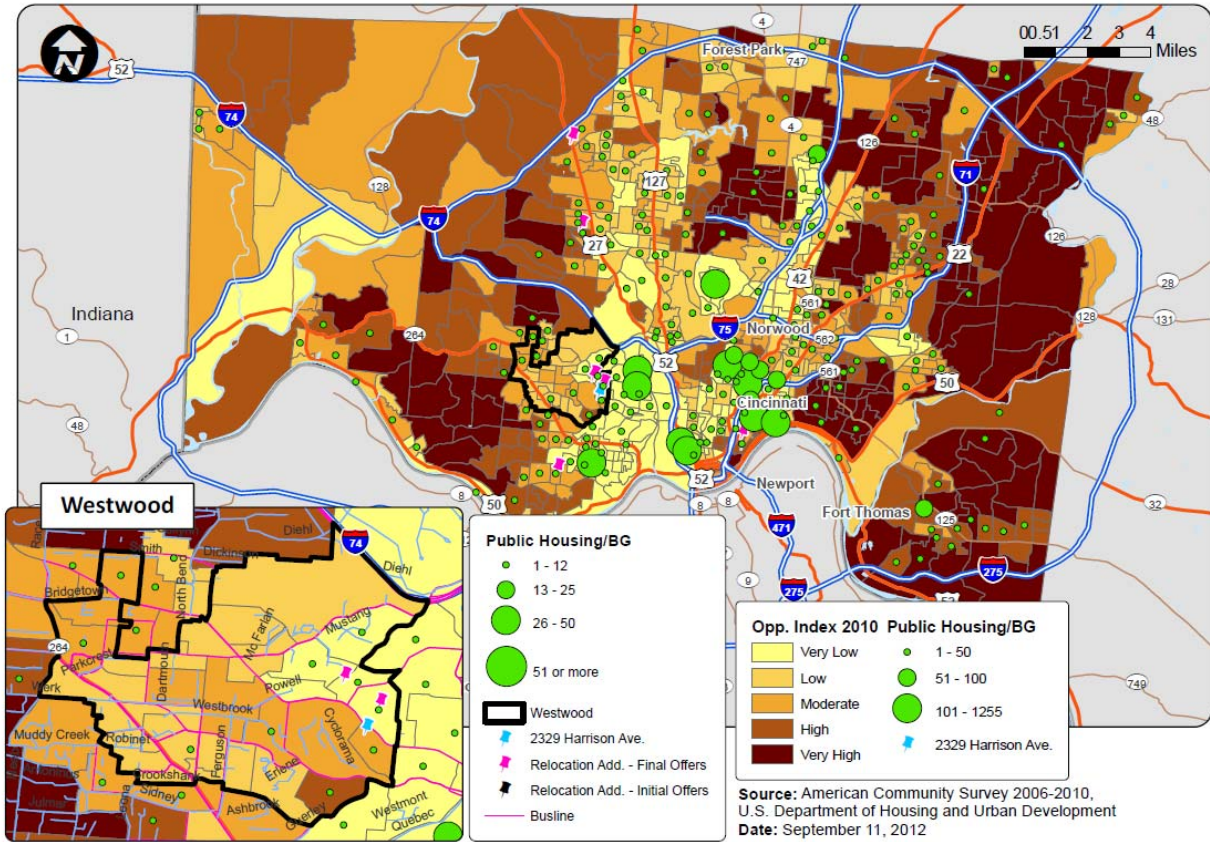 N
52
4
Forest Park
747
00.51 2 3 4
Miles
74
48
4
126
71
128
127
74
126
27
22
42
28
Indiana
561
75
Norwood
128
131
1
264
562
52
561
50
Cincinnati
48
32
8
52
Newport
50
8
8
Fort Thomas
125
471
9
275
275
749
Westwood
Diehl
74
Smith
Dickinson
Diehl
North Bend
Bridgetown
Mc Farlan
Mustang
264
Parkcrest
Dartmouth
Werk
Powell
Westbrook
Cyclorama
Muddy Creek
Robinet
Ferguson
Crookshank
Sidney
Ashbrook
Westmont
Quebec
Public Housing/BG
1 - 12
13 - 25
26 - 50
51 or more
Westwood
2329 Harrison Ave.
Relocation Add. - Final Offers
Relocation Add. - Initial Offers
Busline
Opp. Index 2010
Very Low
Low
Moderate
High
Very High
Public Housing/BG
1 - 50
51 - 100
101 - 1255
2329 Harrison Ave.
Source: American Community Survey 2006-2010,
U.S. Department of Housing and Urban Development
Date: September 11, 2012